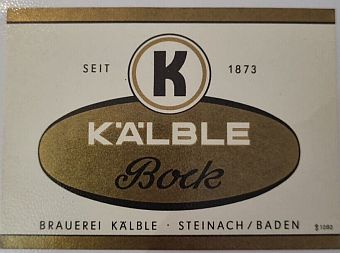 K
SEIT 1873
KÄLBLE
Bock
BRAUEREI KÄLBLE · STEINACH/BADEN